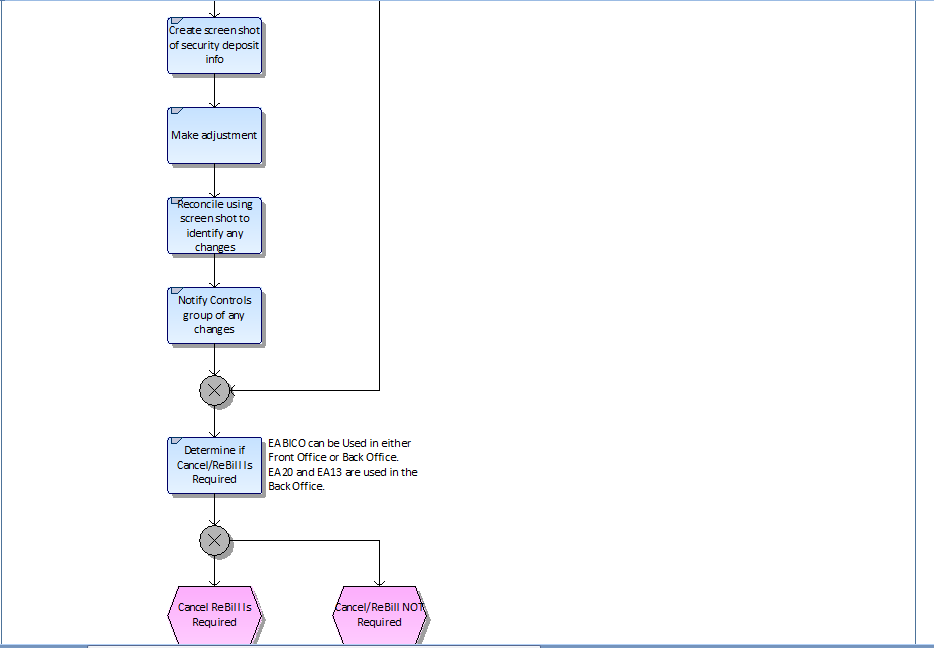 Create screen shot
of security deposit
info
Make adjustment
Reconcile using
screen shot to
identify any
changes
Notify Controls
group of any
changes
Determine if
Cancel/ReBill Is
Required
EABICO can be Used in either
Front Office or Back Office.
EA20 and EA13 are used in the
Back Office.
Cancel ReBill Is
Required
Cancel/ReBill NOT
Required